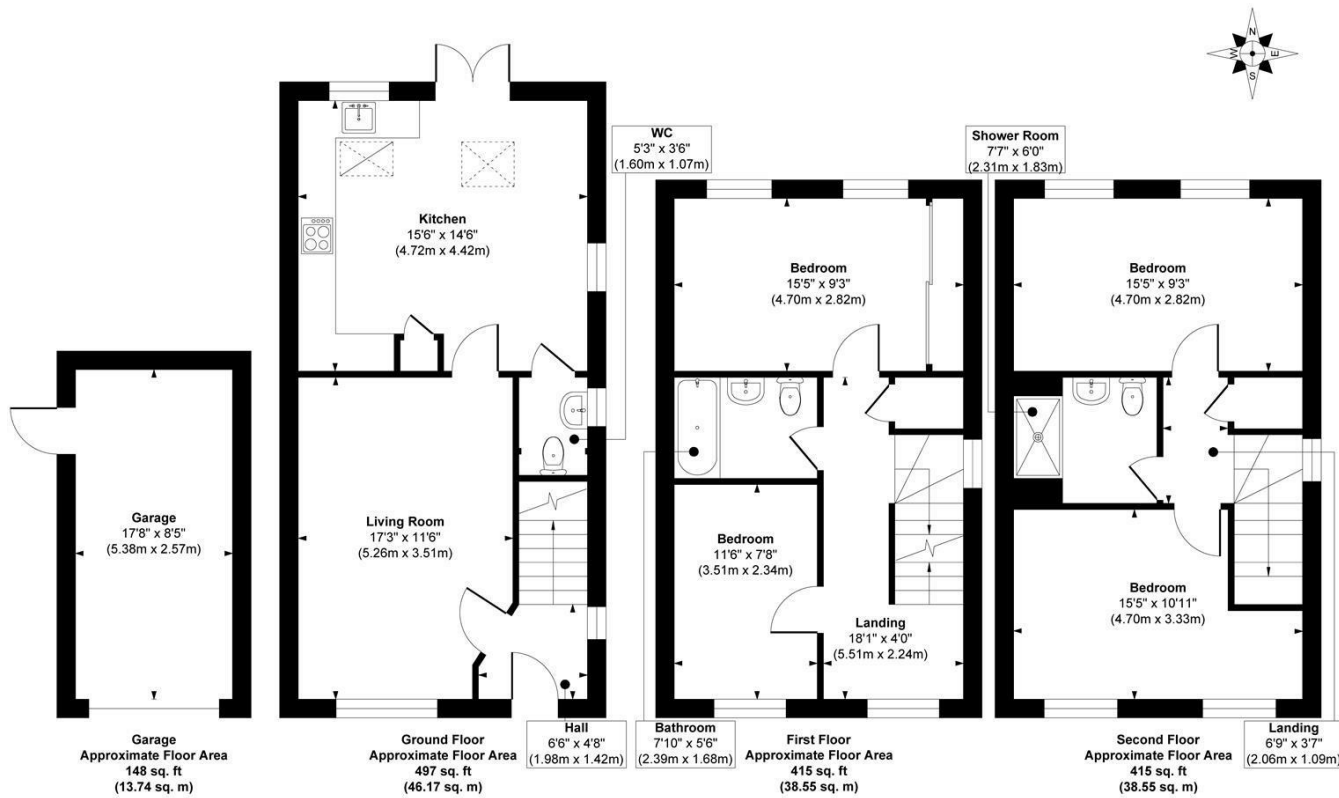 N
W
E
S
WC
5'3" x 3'6"
(1.60m x 1.07m)
Shower Room
7'7" x 6'0"
(2.31m x 1.83m)
Kitchen
15'6" x 14'6"
(4.72m x 4.42m)
Bedroom
15'5" x 9'3"
(4.70m x 2.82m)
Bedroom
15'5" x 9'3"
(4.70m x 2.82m)
Garage
17'8" x 8'5"
(5.38m x 2.57m)
Living Room
17'3" x 11'6"
(5.26m x 3.51m)
Bedroom
11'6" x 7'8"
(3.51m x 2.34m)
Landing
18'1" x 4'0"
(5.51m x 2.24m)
Bedroom
15'5" x 10'11"
(4.70m x 3.33m)
Hall
6'6" x 4'8"
(1.98m x 1.42m)
Bathroom
7'10" x 5'6"
(2.39m x 1.68m)
Landing
6'9" x 3'7"
(2.06m x 1.09m)
Garage
Approximate Floor Area
148 sq. ft
(13.74 sq. m)
Ground Floor
Approximate Floor Area
497 sq. ft
(46.17 sq. m)
First Floor
Approximate Floor Area
415 sq. ft
(38.55 sq. m)
Second Floor
Approximate Floor Area
415 sq. ft
(38.55 sq. m)